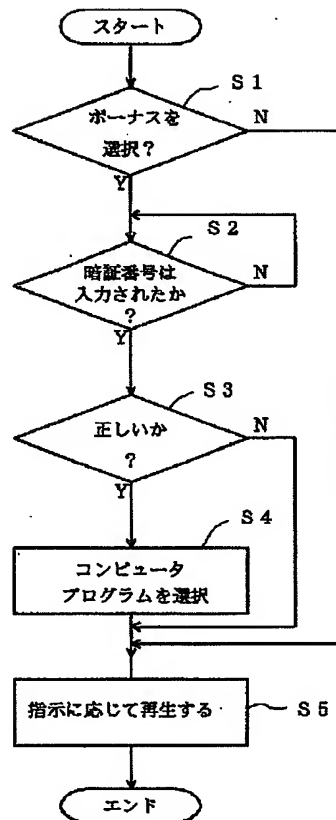 スタート
S1
ボーナスを
選択?
N
Y
S2
暗証番号は
入力されたか
?
N
Y
S3
正しいか
?
N
Y
S4
コンピュータ
プログラムを選択
指示に応じて再生する
S5
エンド